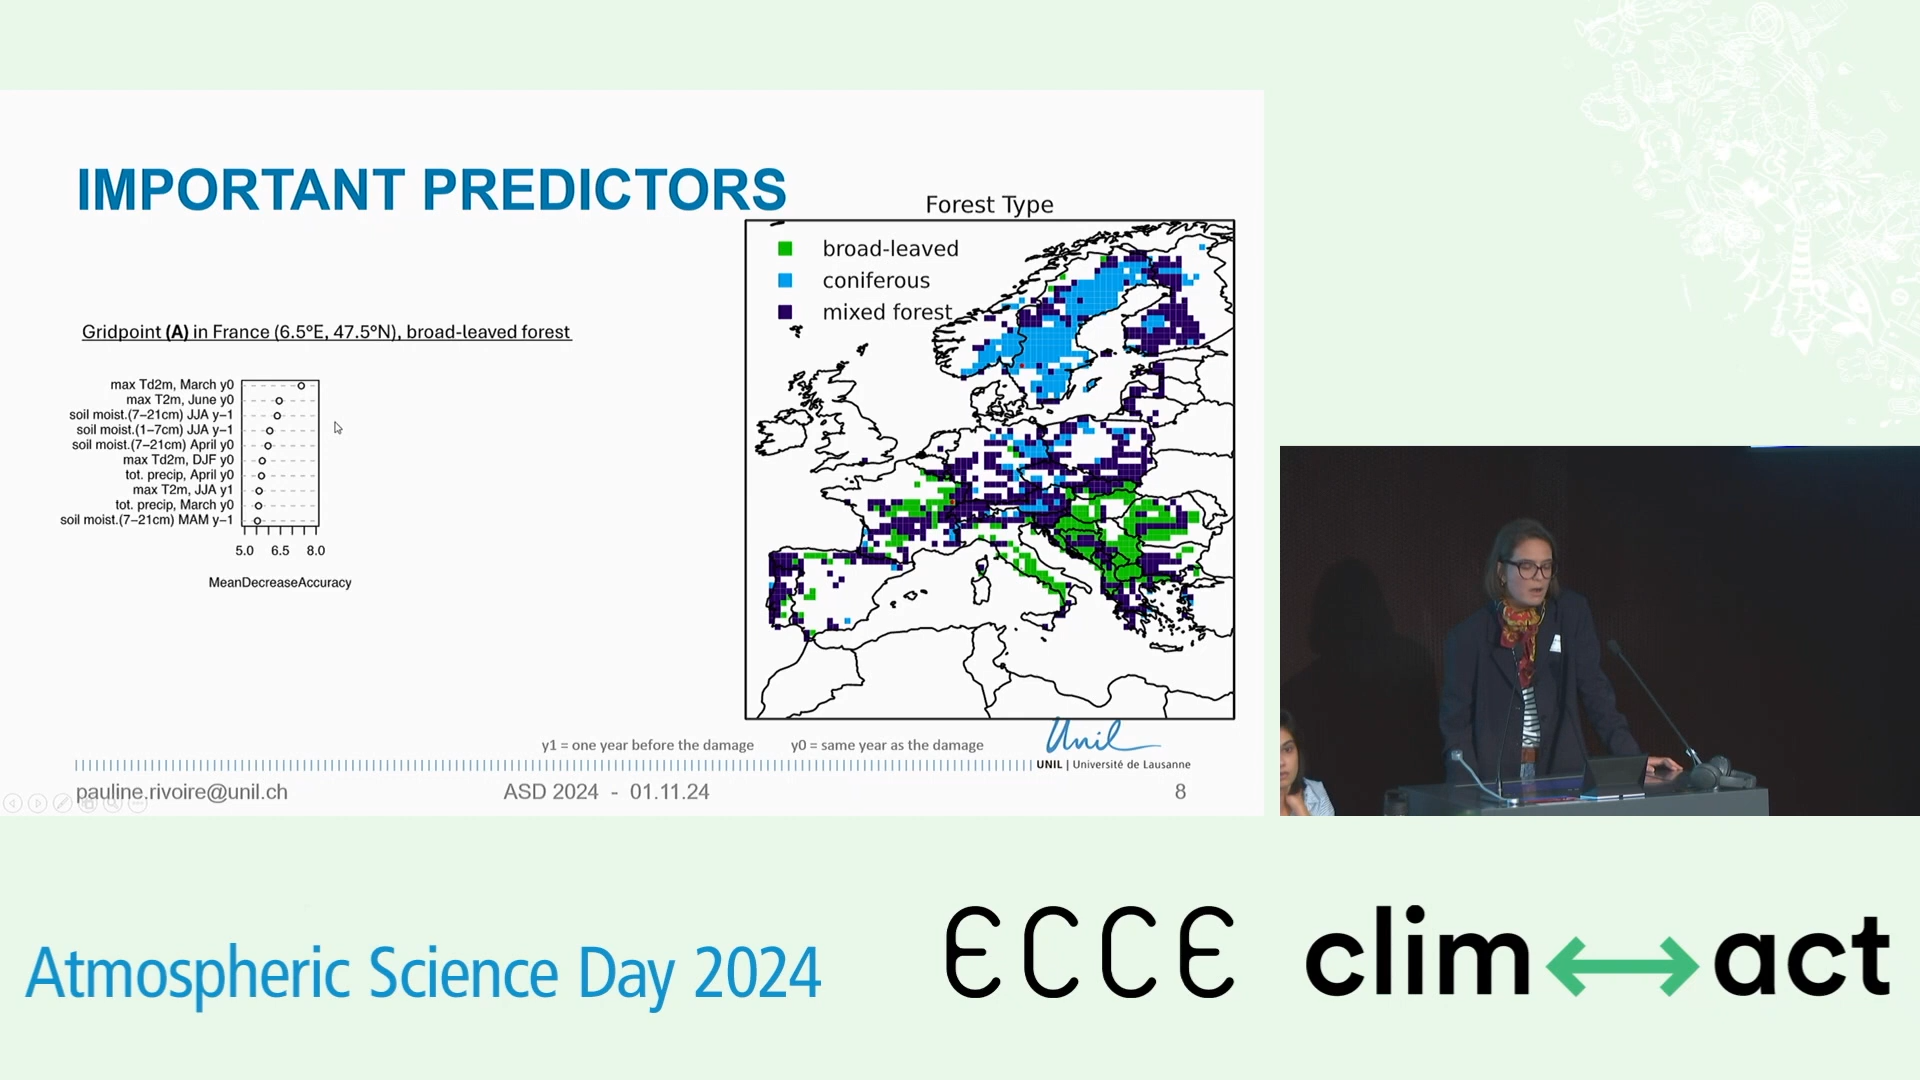 IMPORTANT PREDICTORS
Forest Type
broad-leaved
coniferous
mixed forest
Gridpoint (A) in France (6.5°E, 47.5°N), broad-leaved forest
max Td2m, March y0
max T2m, June y0
soil moist.(7–21cm) JJA y−1
soil moist.(1–7cm) JJA y−1
soil moist.(7–21cm) April y0
max Td2m, DJF y0
tot. precip, April y0
max T2m, JJA y1
tot. precip, March y0
soil moist.(7–21cm) MAM y−1
5.0 6.5 8.0
MeanDecreaseAccuracy
y1 = one year before the damage y0 = same year as the damage
Unil
UNIL | Université de Lausanne
pauline.rivoire@unil.ch ASD 2024 - 01.11.24 8
Atmospheric Science Day 2024
ECCE
clim act